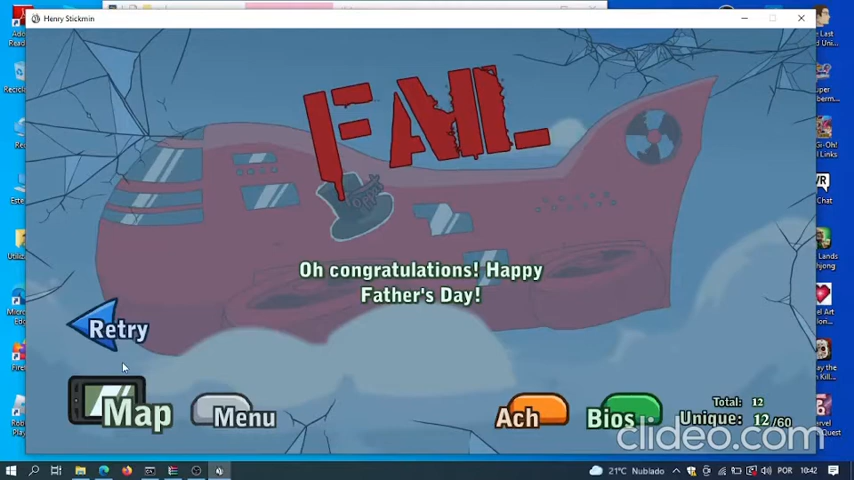 Henry Stickmin
FAIL
Oh congratulations! Happy
Father's Day!
Retry
Map
Menu
Ach
Bios
Total: 12
Unique: 12/60
clideo.com
21°C Nublado
POR
10:42